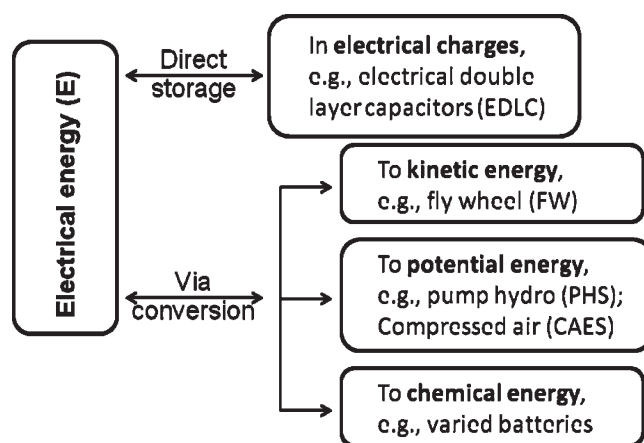 Electrical energy (E)
Direct
storage
In electrical charges,
e.g., electrical double
layer capacitors (EDLC)
Via
conversion
To kinetic energy,
e.g., fly wheel (FW)
To potential energy,
e.g., pump hydro (PHS);
Compressed air (CAES)
To chemical energy,
e.g., varied batteries